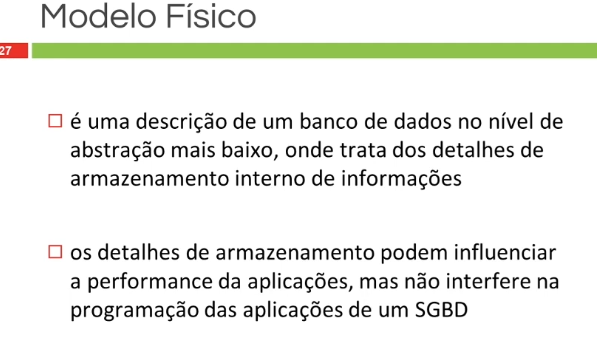 Modelo Físico
27
é uma descrição de um banco de dados no nível de
abstração mais baixo, onde trata dos detalhes de
armazenamento interno de informações
os detalhes de armazenamento podem influenciar
a performance da aplicações, mas não interfere na
programação das aplicações de um SGBD